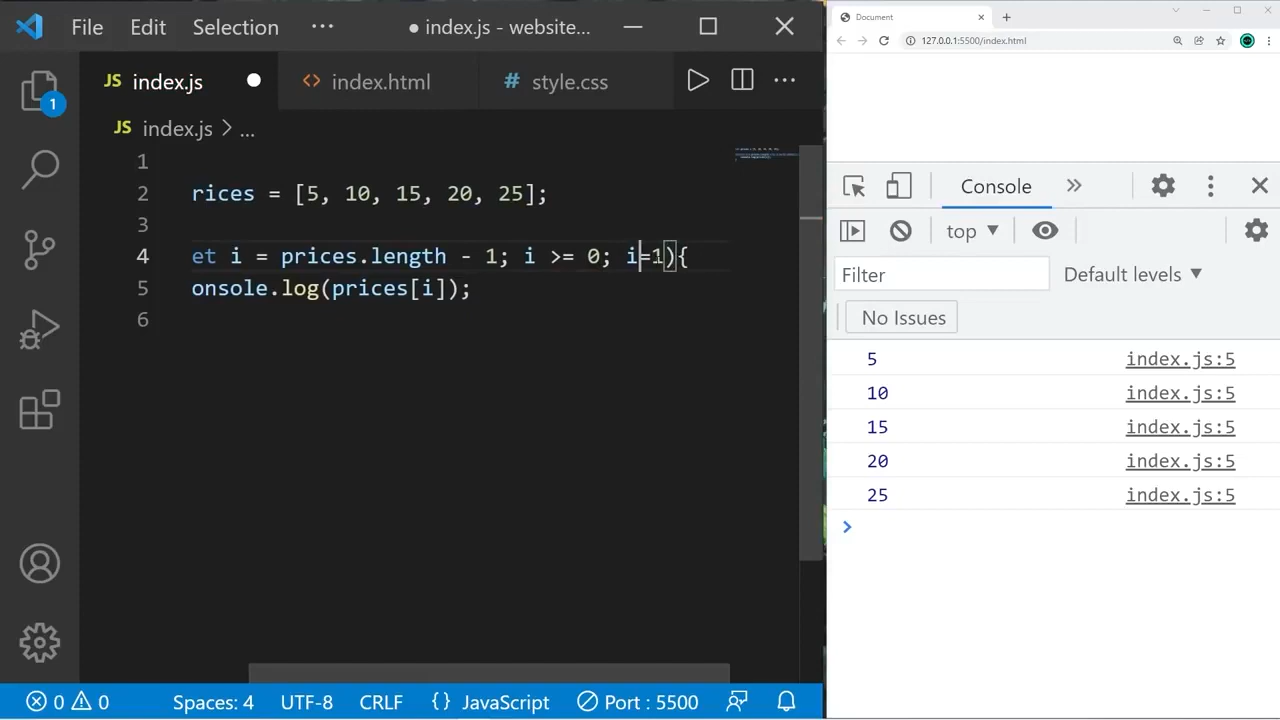 File Edit Selection ··· ● index.js - website...
JS index.js ● <> index.html # style.css ···
JS index.js > ...
1
2 rices = [5, 10, 15, 20, 25];
3
4 et i = prices.length - 1; i >= 0; i=1){
5 onsole.log(prices[i]);
6
1
0 0 Spaces: 4 UTF-8 CRLF {} JavaScript Port : 5500
Document
127.0.0.1:5500/index.html
Console »
top ▼
Filter Default levels ▼
No Issues
5 index.js:5
10 index.js:5
15 index.js:5
20 index.js:5
25 index.js:5
>